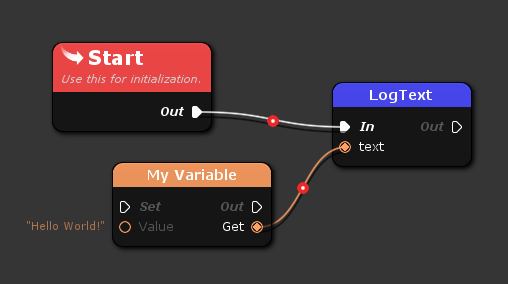 Start
Use this for initialization.
Out
LogText
In Out
text
My Variable
Set Out
"Hello World!" Value Get